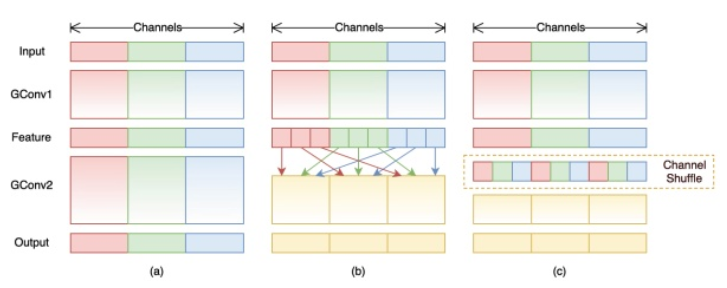 Channels Channels Channels
Input
GConv1
Feature
Channel
Shuffle
GConv2
Output
(a) (b) (c)